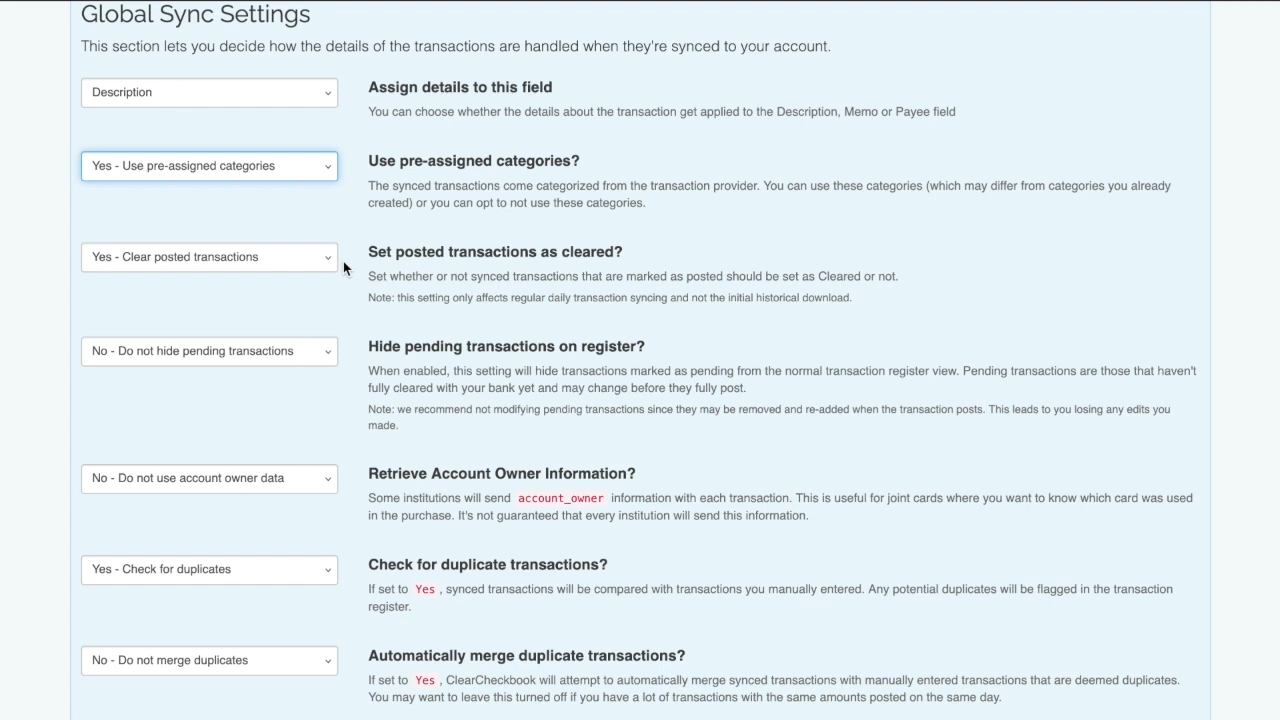 Global Sync Settings
This section lets you decide how the details of the transactions are handled when they're synced to your account.
Description
Assign details to this field
You can choose whether the details about the transaction get applied to the Description, Memo or Payee field
Yes - Use pre-assigned categories
Use pre-assigned categories?
The synced transactions come categorized from the transaction provider. You can use these categories (which may differ from categories you already
created) or you can opt to not use these categories.
Yes - Clear posted transactions
Set posted transactions as cleared?
Set whether or not synced transactions that are marked as posted should be set as Cleared or not.
Note: this setting only affects regular daily transaction syncing and not the initial historical download.
No - Do not hide pending transactions
Hide pending transactions on register?
When enabled, this setting will hide transactions marked as pending from the normal transaction register view. Pending transactions are those that haven't
fully cleared with your bank yet and may change before they fully post.
Note: we recommend not modifying pending transactions since they may be removed and re-added when the transaction posts. This leads to you losing any edits you
made.
No - Do not use account owner data
Retrieve Account Owner Information?
Some institutions will send account_owner information with each transaction. This is useful for joint cards where you want to know which card was used
in the purchase. It's not guaranteed that every institution will send this information.
Yes - Check for duplicates
Check for duplicate transactions?
If set to Yes, synced transactions will be compared with transactions you manually entered. Any potential duplicates will be flagged in the transaction
register.
No - Do not merge duplicates
Automatically merge duplicate transactions?
If set to Yes, ClearCheckbook will attempt to automatically merge synced transactions with manually entered transactions that are deemed duplicates.
You may want to leave this turned off if you have a lot of transactions with the same amounts posted on the same day.